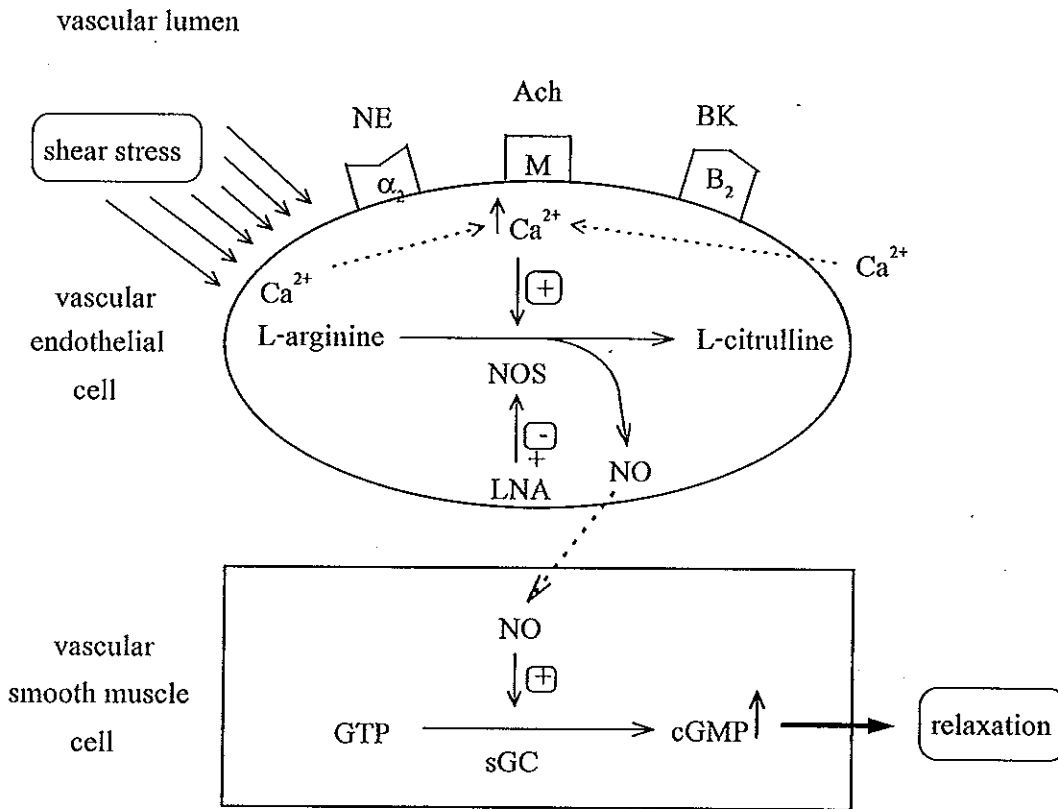 vascular lumen
shear stress
NE
Ach
BK
α₂
M
B₂
↑ Ca²⁺
Ca²⁺
Ca²⁺
+
vascular
endothelial
cell
L-arginine
L-citrulline
NOS
-
+
LNA
NO
vascular
smooth muscle
cell
NO
+
GTP
cGMP↑
sGC
relaxation